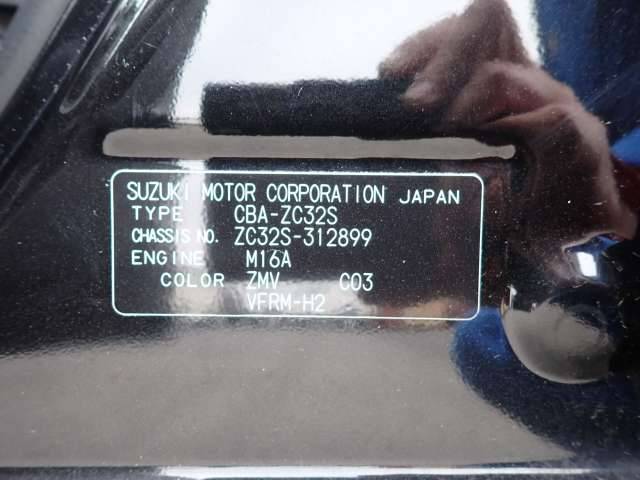 SUZUKI MOTOR CORPORATION JAPAN
TYPE CBA-ZC32S
CHASSIS NO. ZC32S-312899
ENGINE M16A
COLOR ZMV C03
VFRM-H2